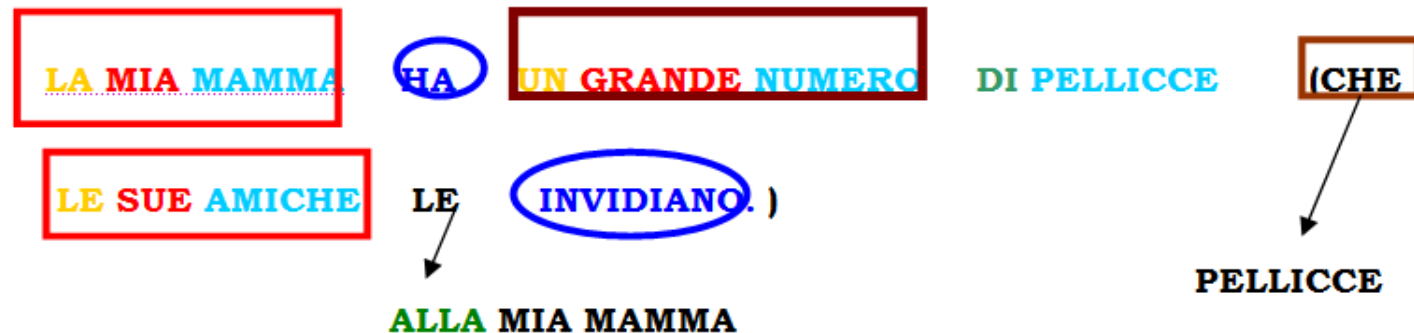 LA MIA MAMMA HA UN GRANDE NUMERO DI PELLICCE (CHE
LE SUE AMICHE LE INVIDIANO. )
PELLICCE
ALLA MIA MAMMA